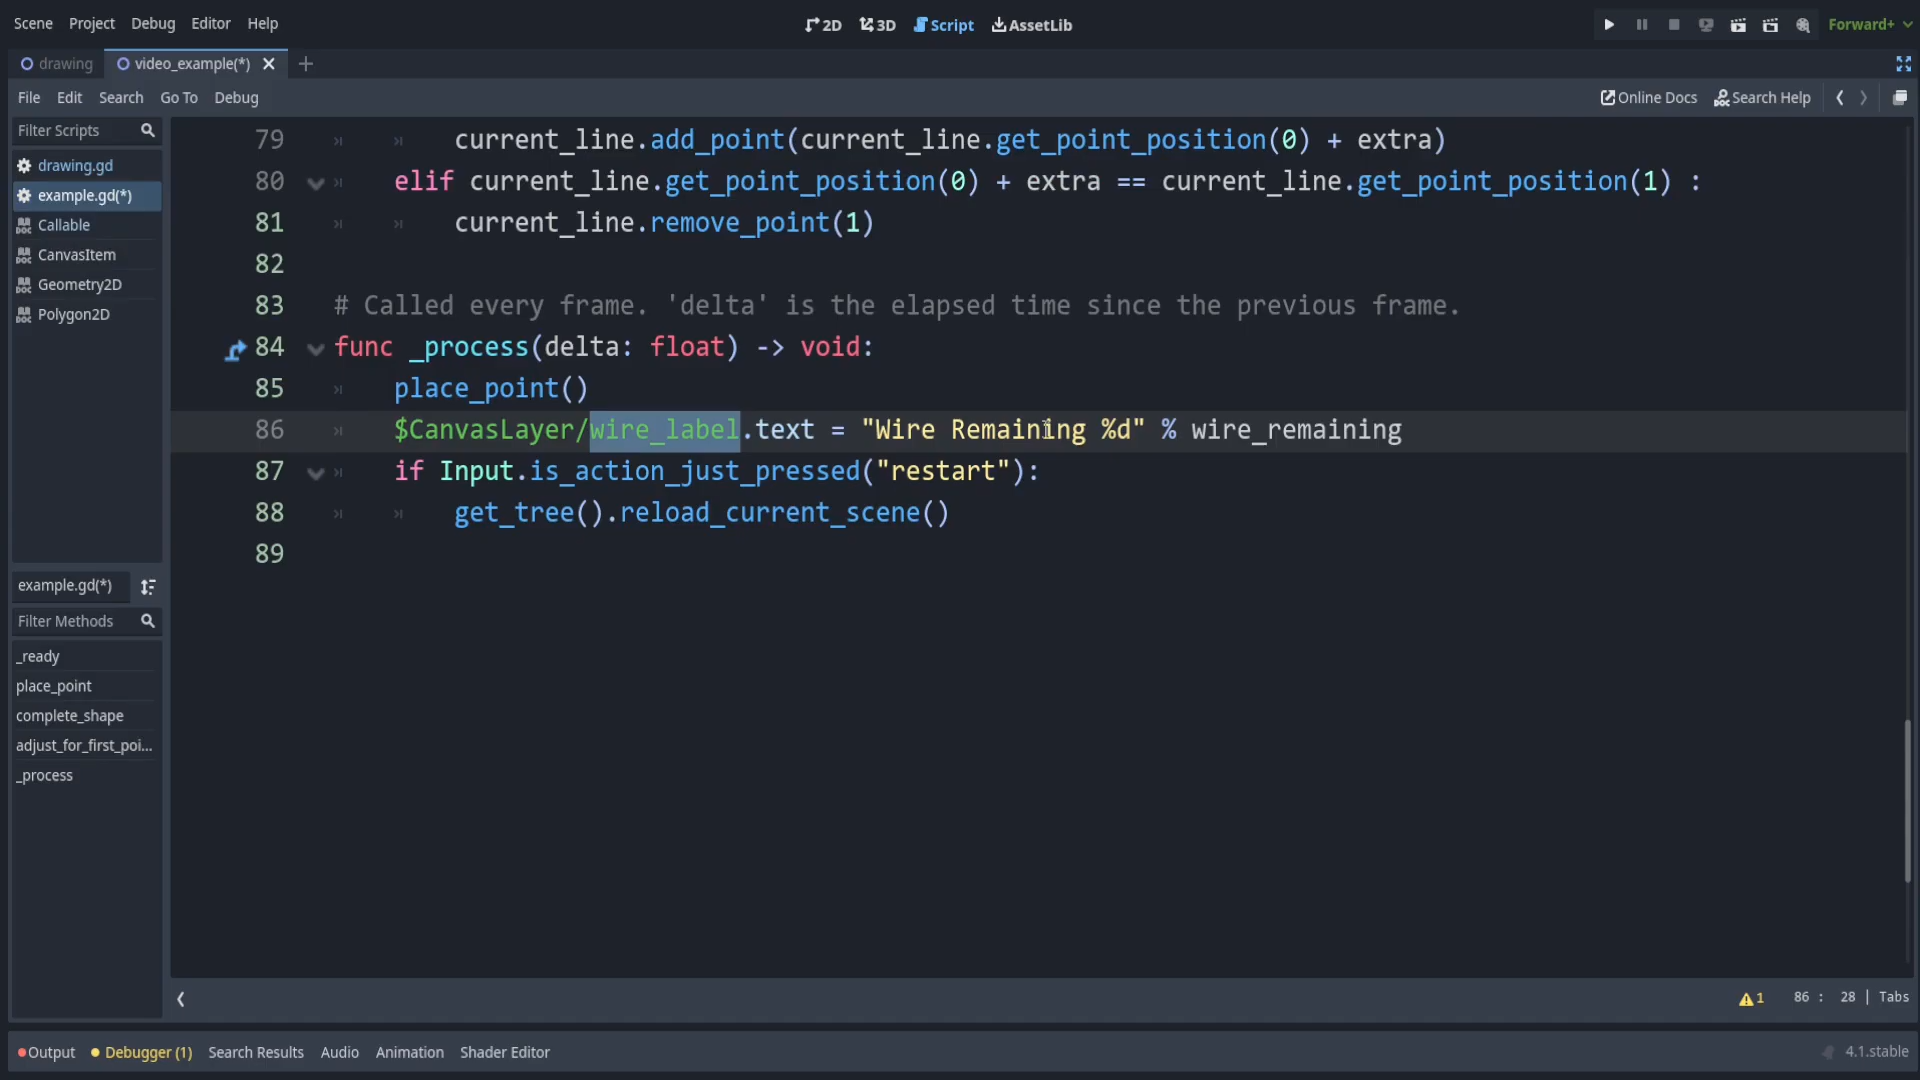 Scene Project Debug Editor Help 2D 3D Script AssetLib Forward+
drawing video_example(*)
File Edit Search Go To Debug Online Docs Search Help
Filter Scripts
drawing.gd
example.gd(*)
Callable
CanvasItem
Geometry2D
Polygon2D
example.gd(*)
Filter Methods
_ready
place_point
complete_shape
adjust_for_first_poi...
_process
79 current_line.add_point(current_line.get_point_position(0) + extra)
80 elif current_line.get_point_position(0) + extra == current_line.get_point_position(1) :
81 current_line.remove_point(1)
82
83 # Called every frame. 'delta' is the elapsed time since the previous frame.
84 func _process(delta: float) -> void:
85 place_point()
86 $CanvasLayer/wire_label.text = "Wire Remaining %d" % wire_remaining
87 if Input.is_action_just_pressed("restart"):
88 get_tree().reload_current_scene()
89
1 86 : 28 | Tabs
Output Debugger (1) Search Results Audio Animation Shader Editor 4.1.stable